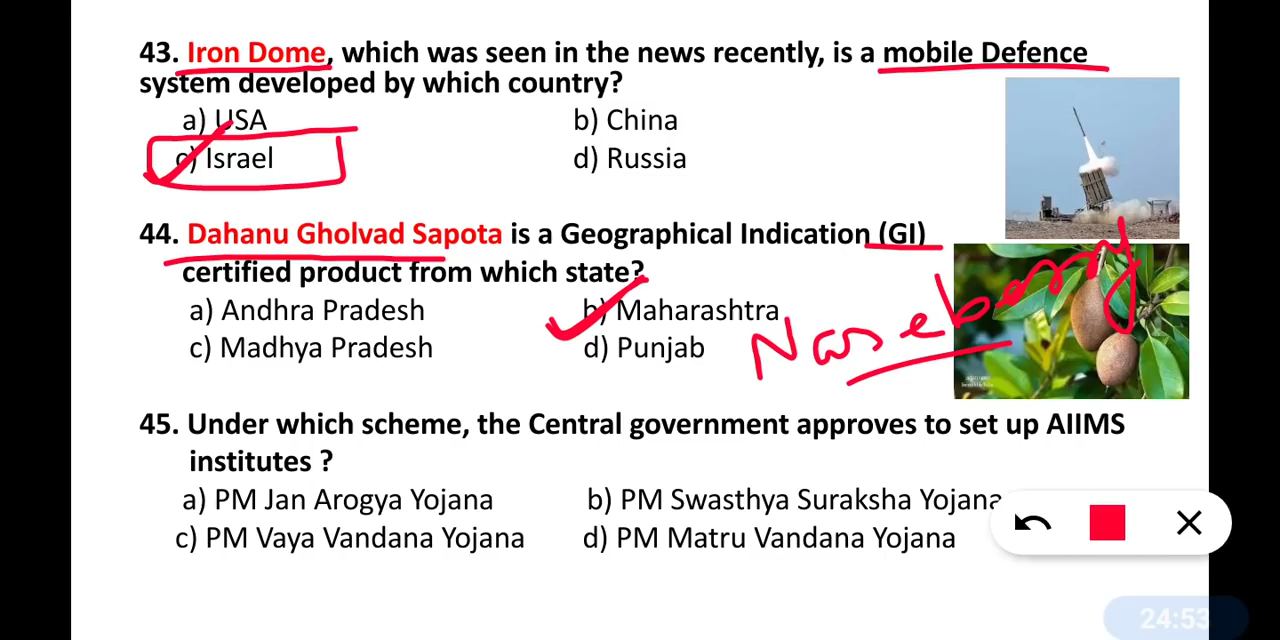 43. Iron Dome, which was seen in the news recently, is a mobile Defence
system developed by which country?
a) USA b) China
c) Israel d) Russia
44. Dahanu Gholvad Sapota is a Geographical Indication (GI)
certified product from which state?
a) Andhra Pradesh b) Maharashtra
c) Madhya Pradesh d) Punjab
Naseberry
45. Under which scheme, the Central government approves to set up AIIMS
institutes ?
a) PM Jan Arogya Yojana b) PM Swasthya Suraksha Yojana
c) PM Vaya Vandana Yojana d) PM Matru Vandana Yojana
24:53